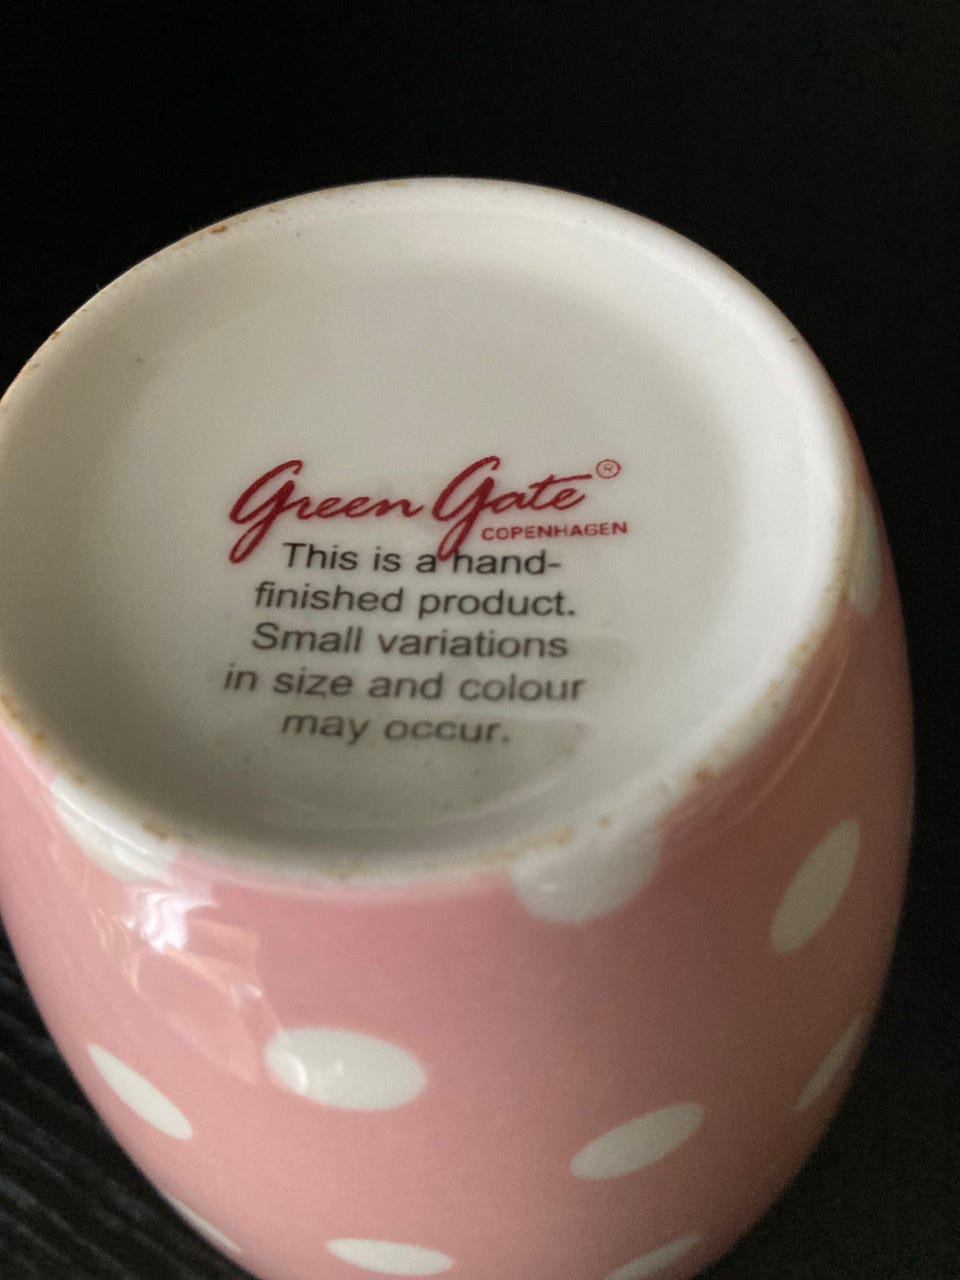 Green Gate®
COPENHAGEN
This is a hand-
finished product.
Small variations
in size and colour
may occur.